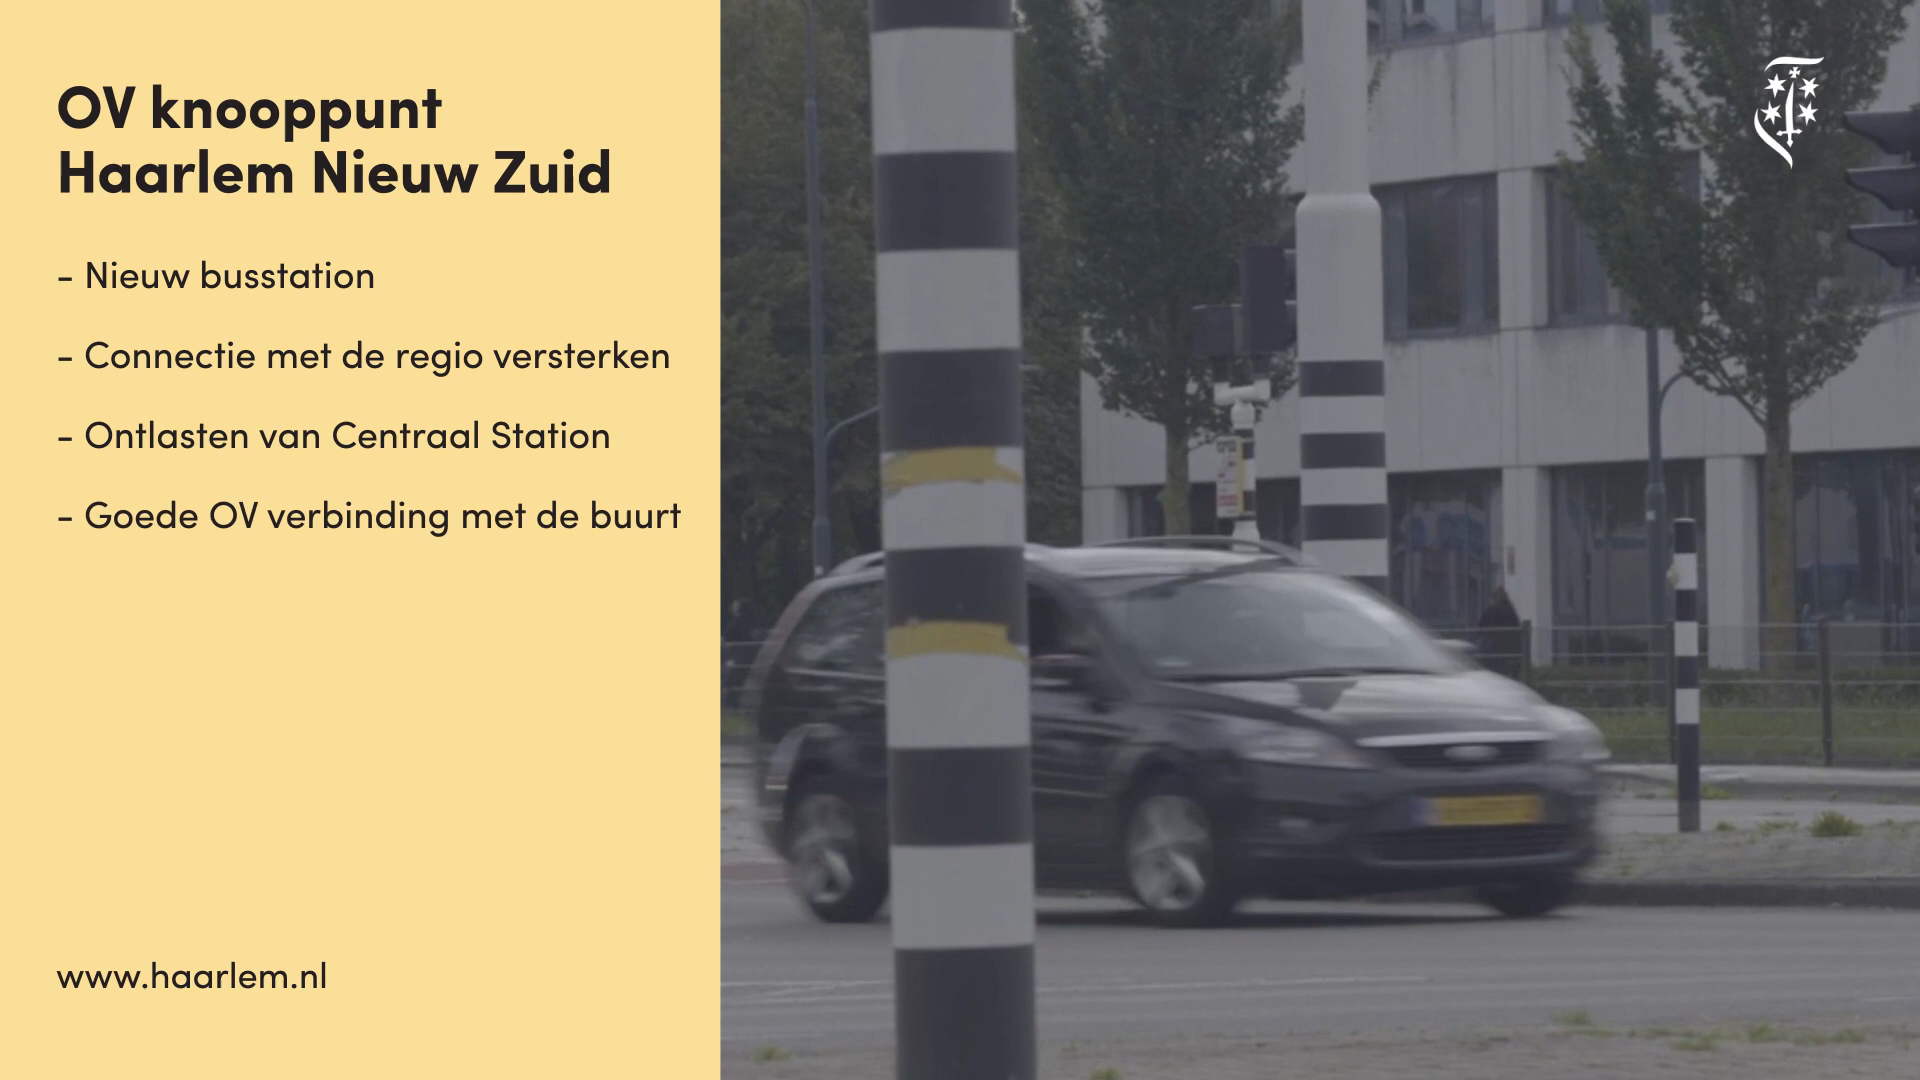 OV knooppunt
Haarlem Nieuw Zuid
- Nieuw busstation
- Connectie met de regio versterken
- Ontlasten van Centraal Station
- Goede OV verbinding met de buurt
www.haarlem.nl